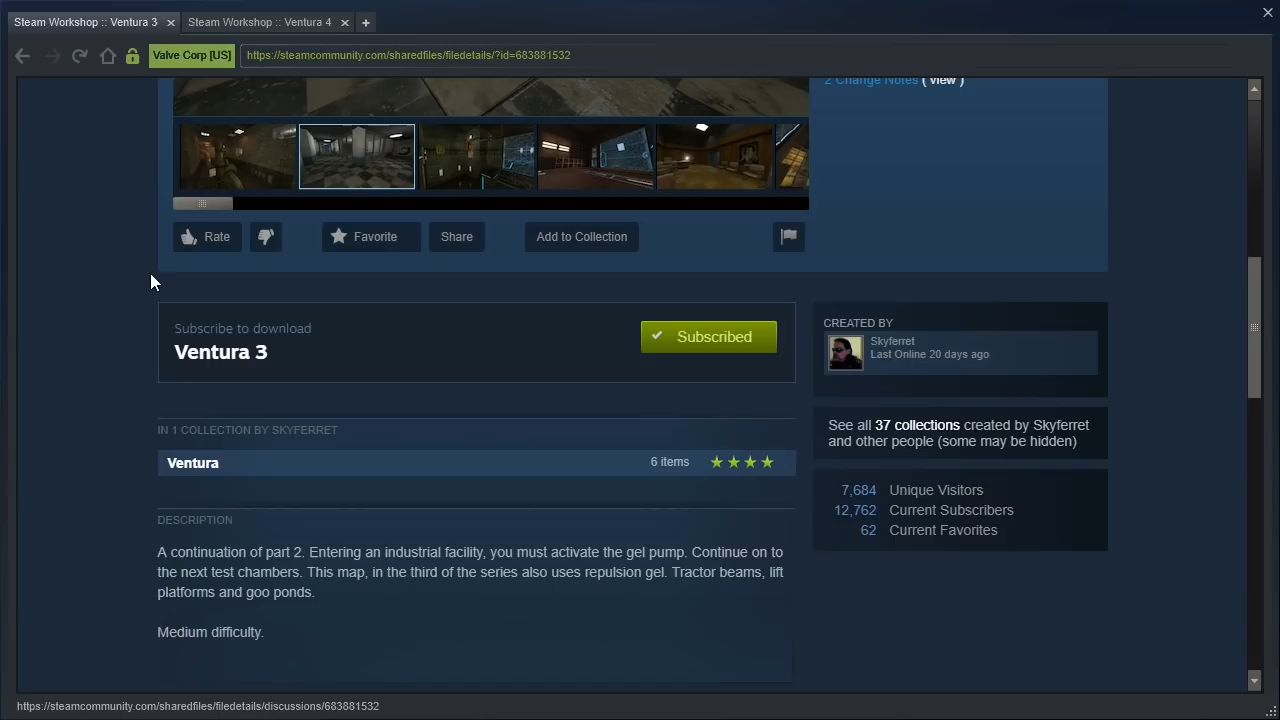 Steam Workshop :: Ventura 3
Steam Workshop :: Ventura 4
Valve Corp [US]
https://steamcommunity.com/sharedfiles/filedetails/?id=683881532
2 Change Notes ( view )
Rate
Favorite
Share
Add to Collection
Subscribe to download
Ventura 3
Subscribed
CREATED BY
Skyferret
Last Online 20 days ago
IN 1 COLLECTION BY SKYFERRET
Ventura
6 items
See all 37 collections created by Skyferret
and other people (some may be hidden)
7,684 Unique Visitors
12,762 Current Subscribers
62 Current Favorites
DESCRIPTION
A continuation of part 2. Entering an industrial facility, you must activate the gel pump. Continue on to
the next test chambers. This map, in the third of the series also uses repulsion gel. Tractor beams, lift
platforms and goo ponds.
Medium difficulty.
https://steamcommunity.com/sharedfiles/filedetails/discussions/683881532